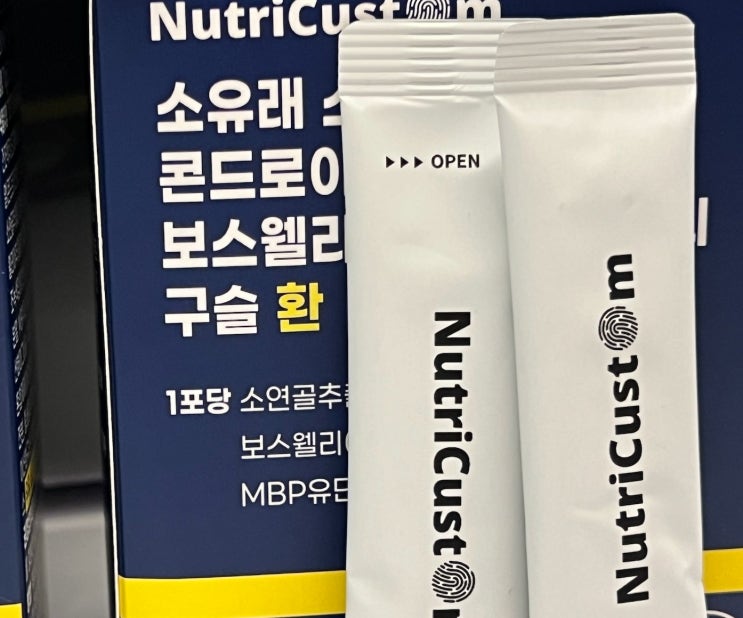 NutriCustom
소유래
콘드로이
보스웰리
구슬 환
1포당 소연골추
보스웰리
MBP유단
OPEN
NutriCust
NutriCustom